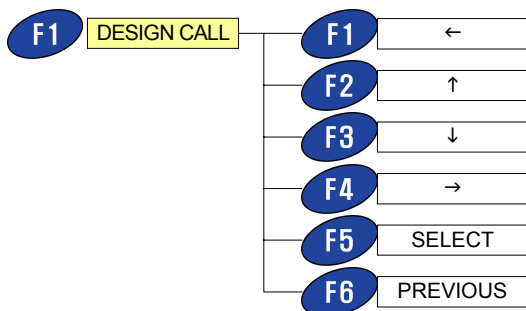 F1 DESIGN CALL F1 ←
F2 ↑
F3 ↓
F4 →
F5 SELECT
F6 PREVIOUS